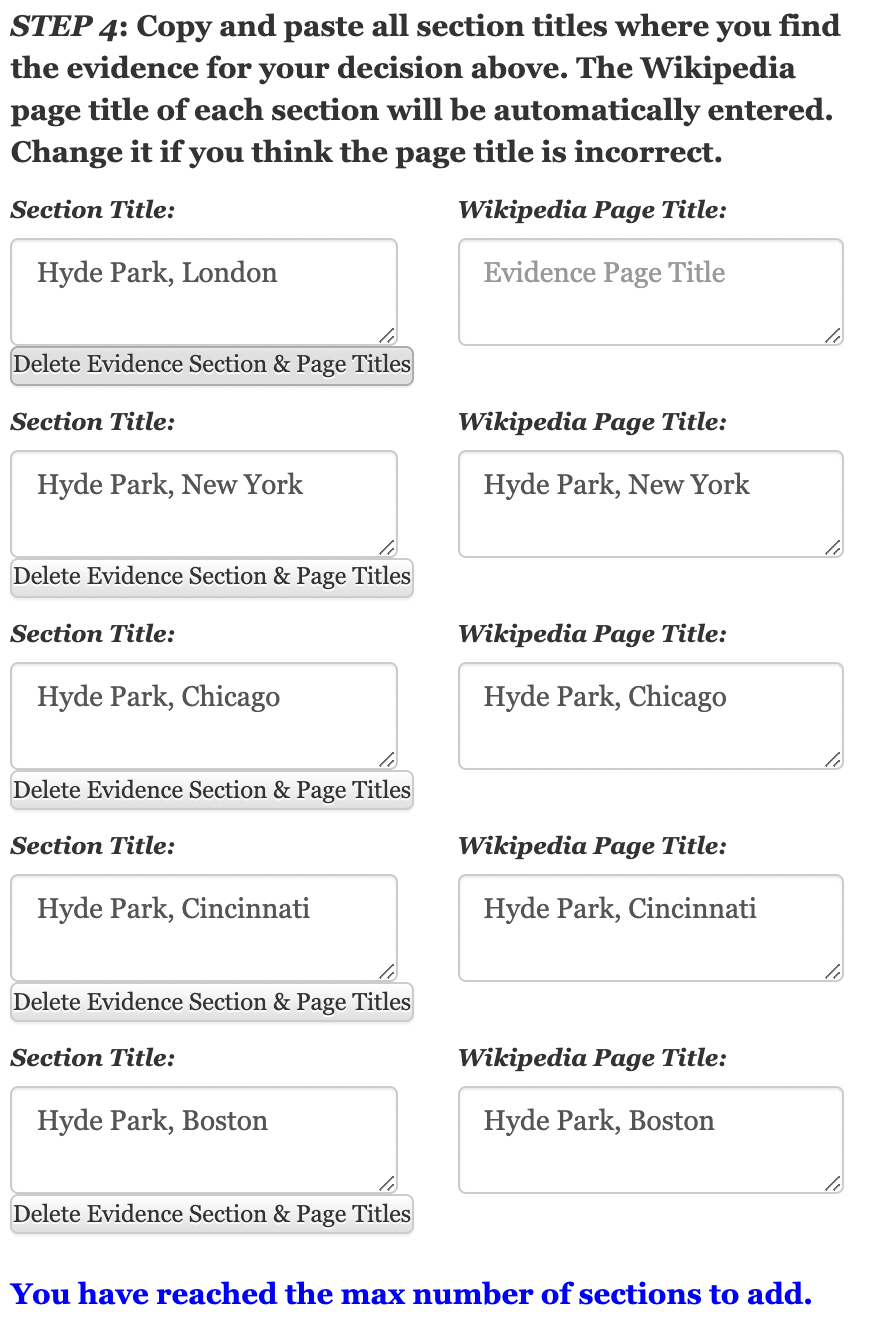 STEP 4: Copy and paste all section titles where you find
the evidence for your decision above. The Wikipedia
page title of each section will be automatically entered.
Change it if you think the page title is incorrect.
Section Title:
Wikipedia Page Title:
Hyde Park, London
Evidence Page Title
Delete Evidence Section & Page Titles
Section Title:
Wikipedia Page Title:
Hyde Park, New York
Hyde Park, New York
Delete Evidence Section & Page Titles
Section Title:
Wikipedia Page Title:
Hyde Park, Chicago
Hyde Park, Chicago
Delete Evidence Section & Page Titles
Section Title:
Wikipedia Page Title:
Hyde Park, Cincinnati
Hyde Park, Cincinnati
Delete Evidence Section & Page Titles
Section Title:
Wikipedia Page Title:
Hyde Park, Boston
Hyde Park, Boston
Delete Evidence Section & Page Titles
You have reached the max number of sections to add.